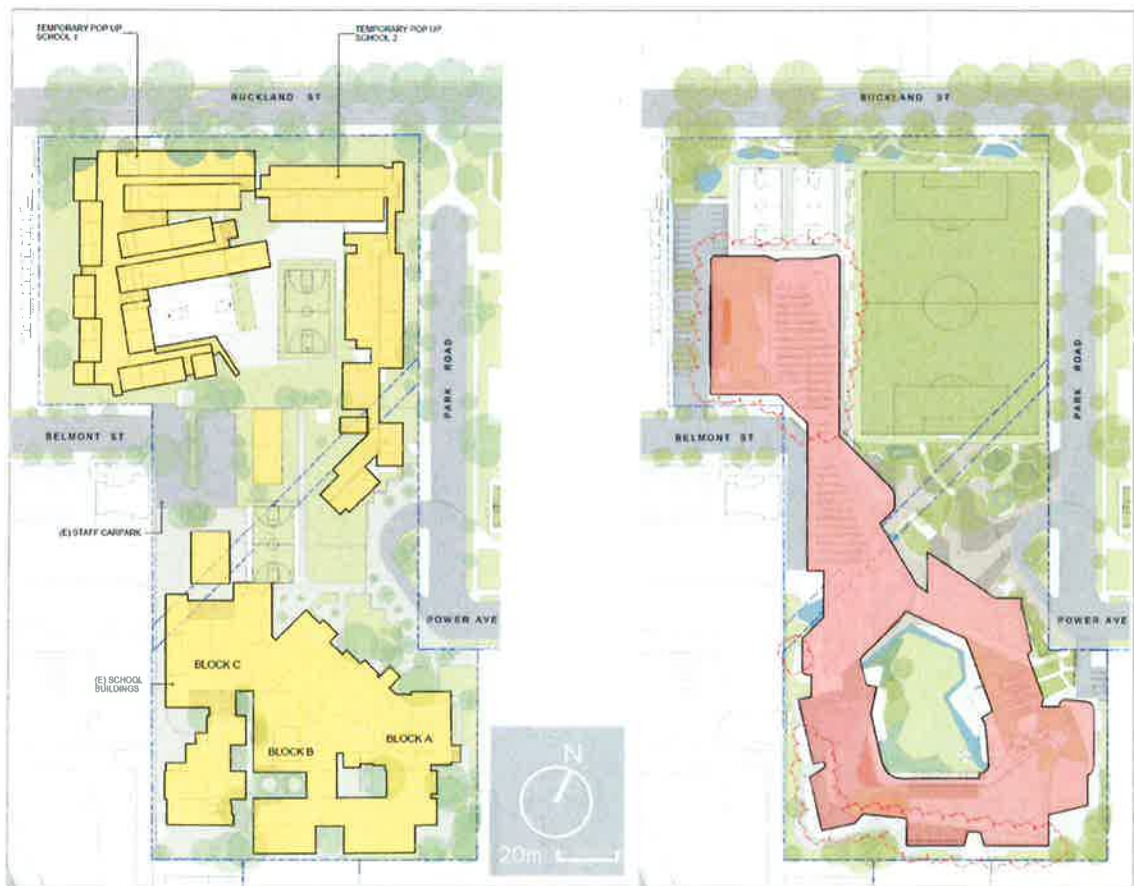 TEMPORARY POP UP
SCHOOL 1
TEMPORARY POP UP
SCHOOL 2
BUCKLAND ST
PARK ROAD
BELMONT ST
(E) STAFF CARPARK
POWER AVE
BLOCK C
(E) SCHOOL
BUILDINGS
BLOCK B
BLOCK A
N
20m
BUCKLAND ST
PARK ROAD
BELMONT ST
POWER AVE